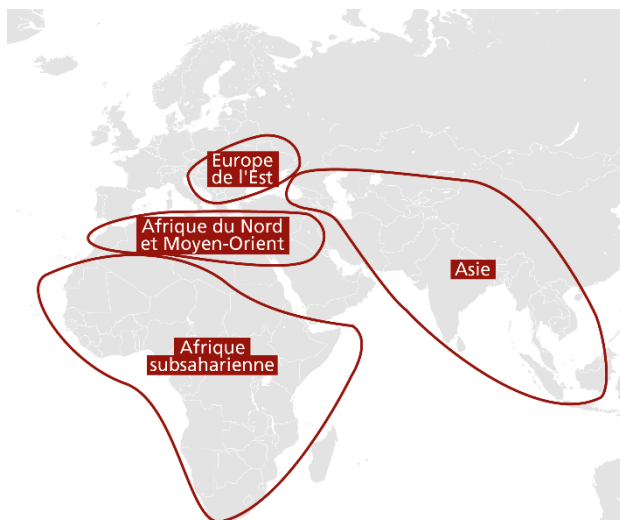 Europe
de l'Est
Afrique du Nord
et Moyen-Orient
Asie
Afrique
subsaharienne